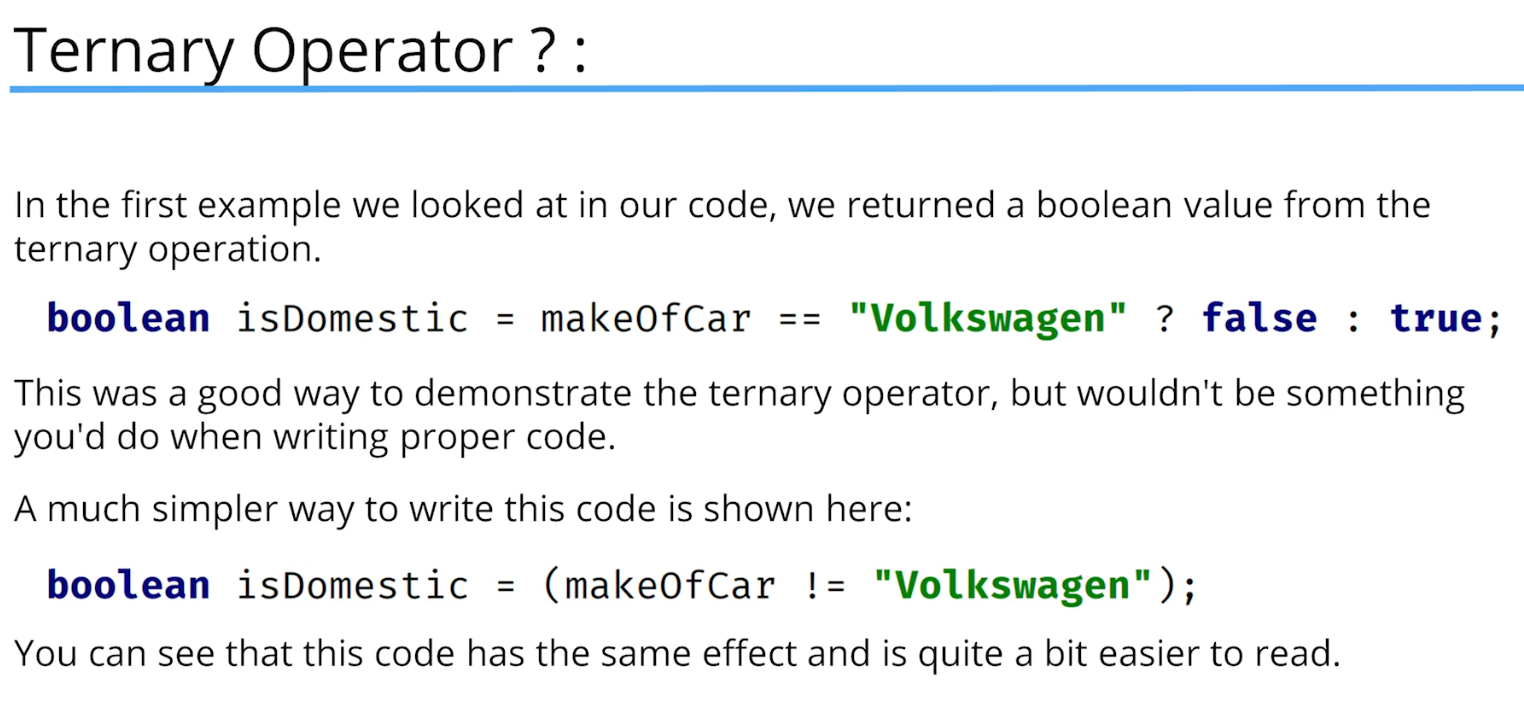 Ternary Operator ? :
In the first example we looked at in our code, we returned a boolean value from the
ternary operation.
boolean isDomestic = makeOfCar == "Volkswagen" ? false : true;
This was a good way to demonstrate the ternary operator, but wouldn't be something
you'd do when writing proper code.
A much simpler way to write this code is shown here:
boolean isDomestic = (makeOfCar != "Volkswagen");
You can see that this code has the same effect and is quite a bit easier to read.